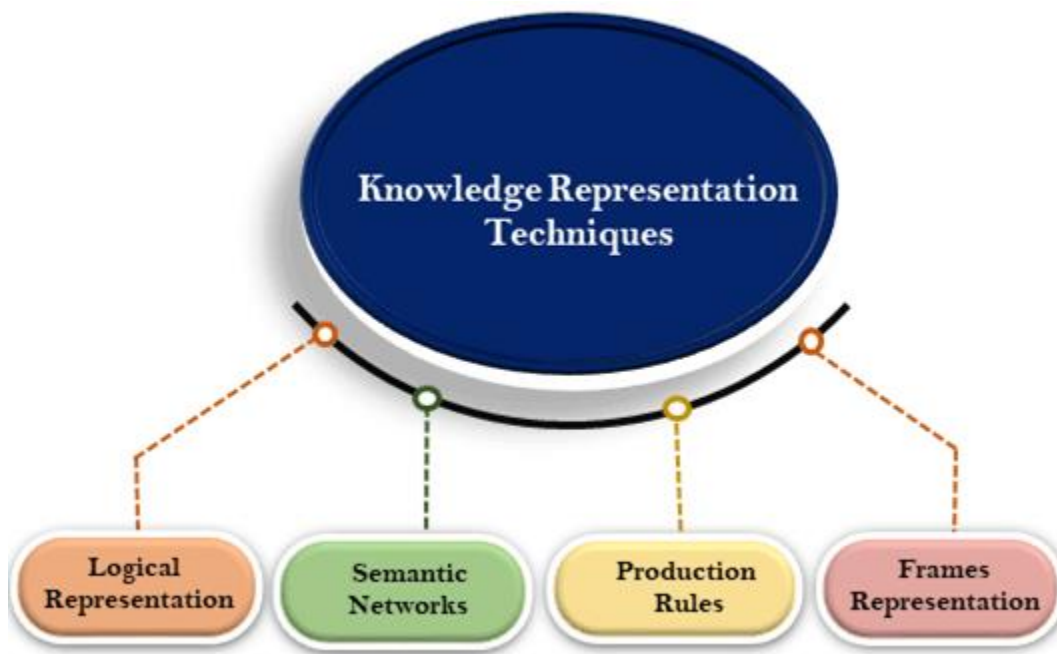 Knowledge Representation
Techniques
Logical
Representation
Semantic
Networks
Production
Rules
Frames
Representation